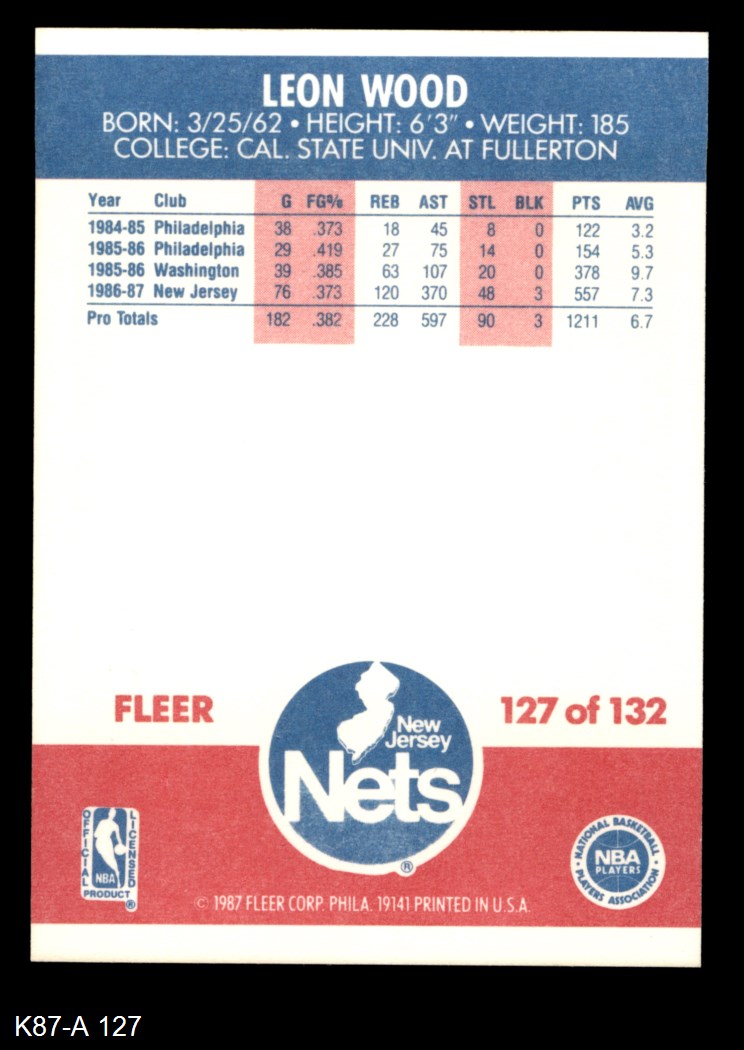 LEON WOOD
BORN: 3/25/62 • HEIGHT: 6'3" • WEIGHT: 185
COLLEGE: CAL. STATE UNIV. AT FULLERTON
Year Club G FG% REB AST STL BLK PTS AVG
1984-85 Philadelphia 38 .373 18 45 8 0 122 3.2
1985-86 Philadelphia 29 .419 27 75 14 0 154 5.3
1985-86 Washington 39 .385 63 107 20 0 378 9.7
1986-87 New Jersey 76 .373 120 370 48 3 557 7.3
Pro Totals 182 .382 228 597 90 3 1211 6.7
FLEER
127 of 132
New
Jersey
Nets
®
OFFICIAL
LICENSED
NBA
PRODUCT
®
NATIONAL BASKETBALL
NBA
PLAYERS
PLAYERS ASSOCIATION
© 1987 FLEER CORP. PHILA. 19141 PRINTED IN U.S.A.
K87-A 127